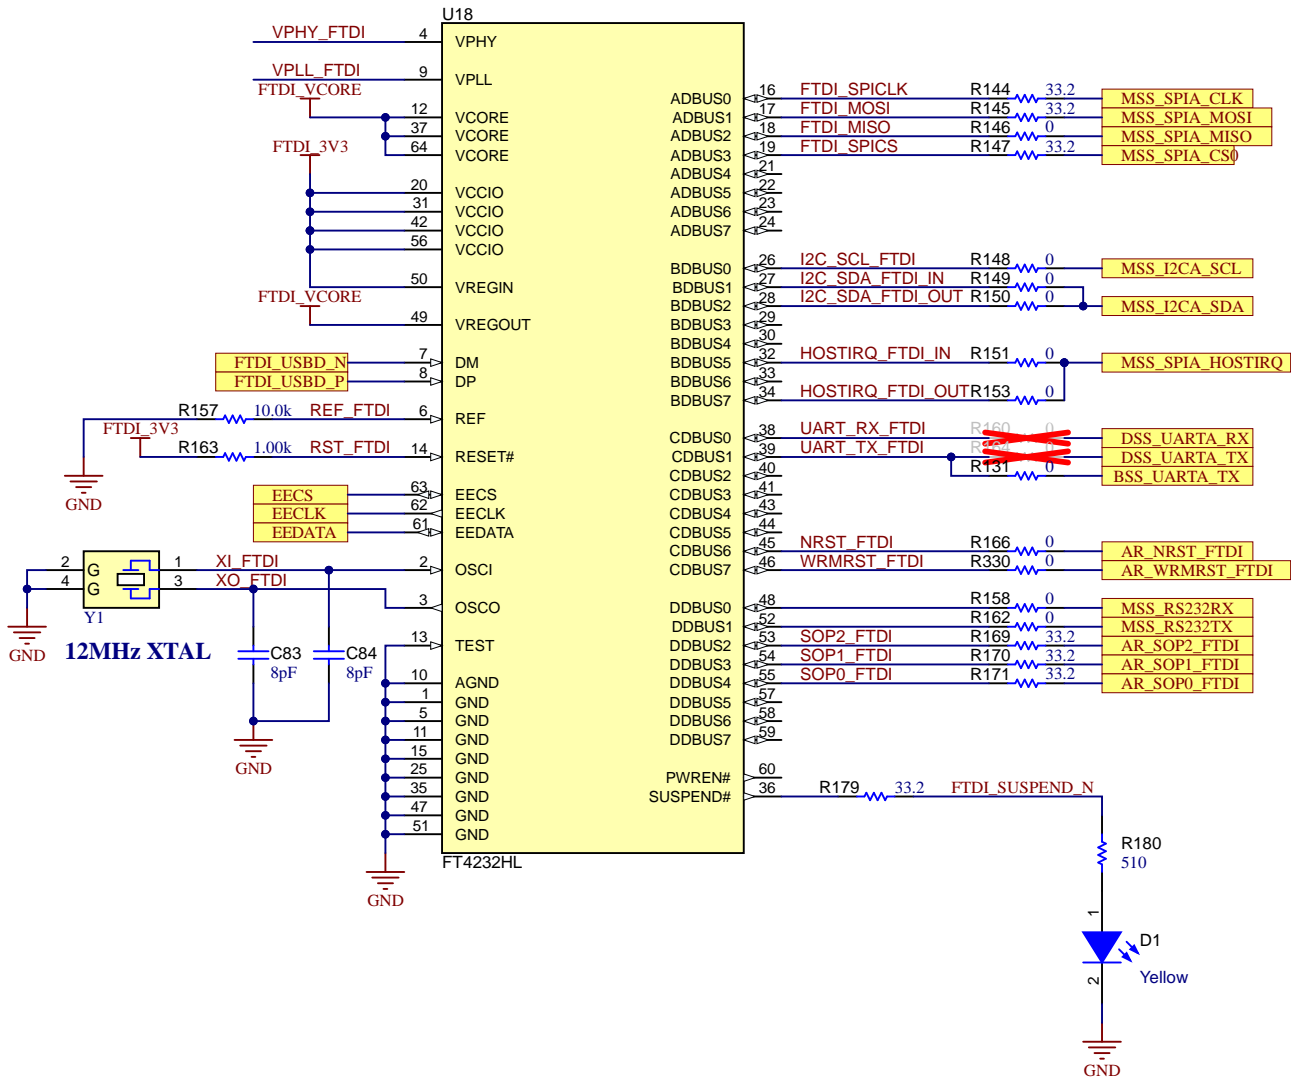 U18
VPHY_FTDI 4 VPHY
VPLL_FTDI 9 VPLL
FTDI_VCORE
12 VCORE
37 VCORE
64 VCORE
FTDI_3V3
20 VCCIO
31 VCCIO
42 VCCIO
56 VCCIO
50 VREGIN
FTDI_VCORE
49 VREGOUT
FTDI_USBD_N 7 DM
FTDI_USBD_P 8 DP
R157 10.0k REF_FTDI 6 REF
FTDI_3V3
R163 1.00k RST_FTDI 14 RESET#
GND
EECS 63 EECS
EECLK 62 EECLK
EEDATA 61 EEDATA
2 G 1 XI_FTDI 2 OSCI
4 G 3 XO_FTDI 3 OSCO
Y1
GND
12MHz XTAL
C83 8pF
C84 8pF
GND
13 TEST
10 AGND
1 GND
5 GND
11 GND
15 GND
25 GND
35 GND
47 GND
51 GND
GND
FT4232HL
ADBUS0 16 FTDI_SPICLK R144 33.2 MSS_SPIA_CLK
ADBUS1 17 FTDI_MOSI R145 33.2 MSS_SPIA_MOSI
ADBUS2 18 FTDI_MISO R146 0 MSS_SPIA_MISO
ADBUS3 19 FTDI_SPICS R147 33.2 MSS_SPIA_CS0
ADBUS4 21
ADBUS5 22
ADBUS6 23
ADBUS7 24
BDBUS0 26 I2C_SCL_FTDI R148 0 MSS_I2CA_SCL
BDBUS1 27 I2C_SDA_FTDI_IN R149 0
BDBUS2 28 I2C_SDA_FTDI_OUT R150 0 MSS_I2CA_SDA
BDBUS3 29
BDBUS4 30
BDBUS5 32 HOSTIRQ_FTDI_IN R151 0 MSS_SPIA_HOSTIRQ
BDBUS6 33
BDBUS7 34 HOSTIRQ_FTDI_OUT R153 0
CDBUS0 38 UART_RX_FTDI R160 0 DSS_UARTA_RX
CDBUS1 39 UART_TX_FTDI DSS_UARTA_TX
CDBUS2 40 R131 0 BSS_UARTA_TX
CDBUS3 41
CDBUS4 43
CDBUS5 44
CDBUS6 45 NRST_FTDI R166 0 AR_NRST_FTDI
CDBUS7 46 WRMRST_FTDI R330 0 AR_WRMRST_FTDI
DDBUS0 48 R158 0 MSS_RS232RX
DDBUS1 52 R162 0 MSS_RS232TX
DDBUS2 53 SOP2_FTDI R169 33.2 AR_SOP2_FTDI
DDBUS3 54 SOP1_FTDI R170 33.2 AR_SOP1_FTDI
DDBUS4 55 SOP0_FTDI R171 33.2 AR_SOP0_FTDI
DDBUS5 57
DDBUS6 58
DDBUS7 59
PWREN# 60
SUSPEND# 36 R179 33.2 FTDI_SUSPEND_N
R180
510
1
D1
Yellow
2
GND